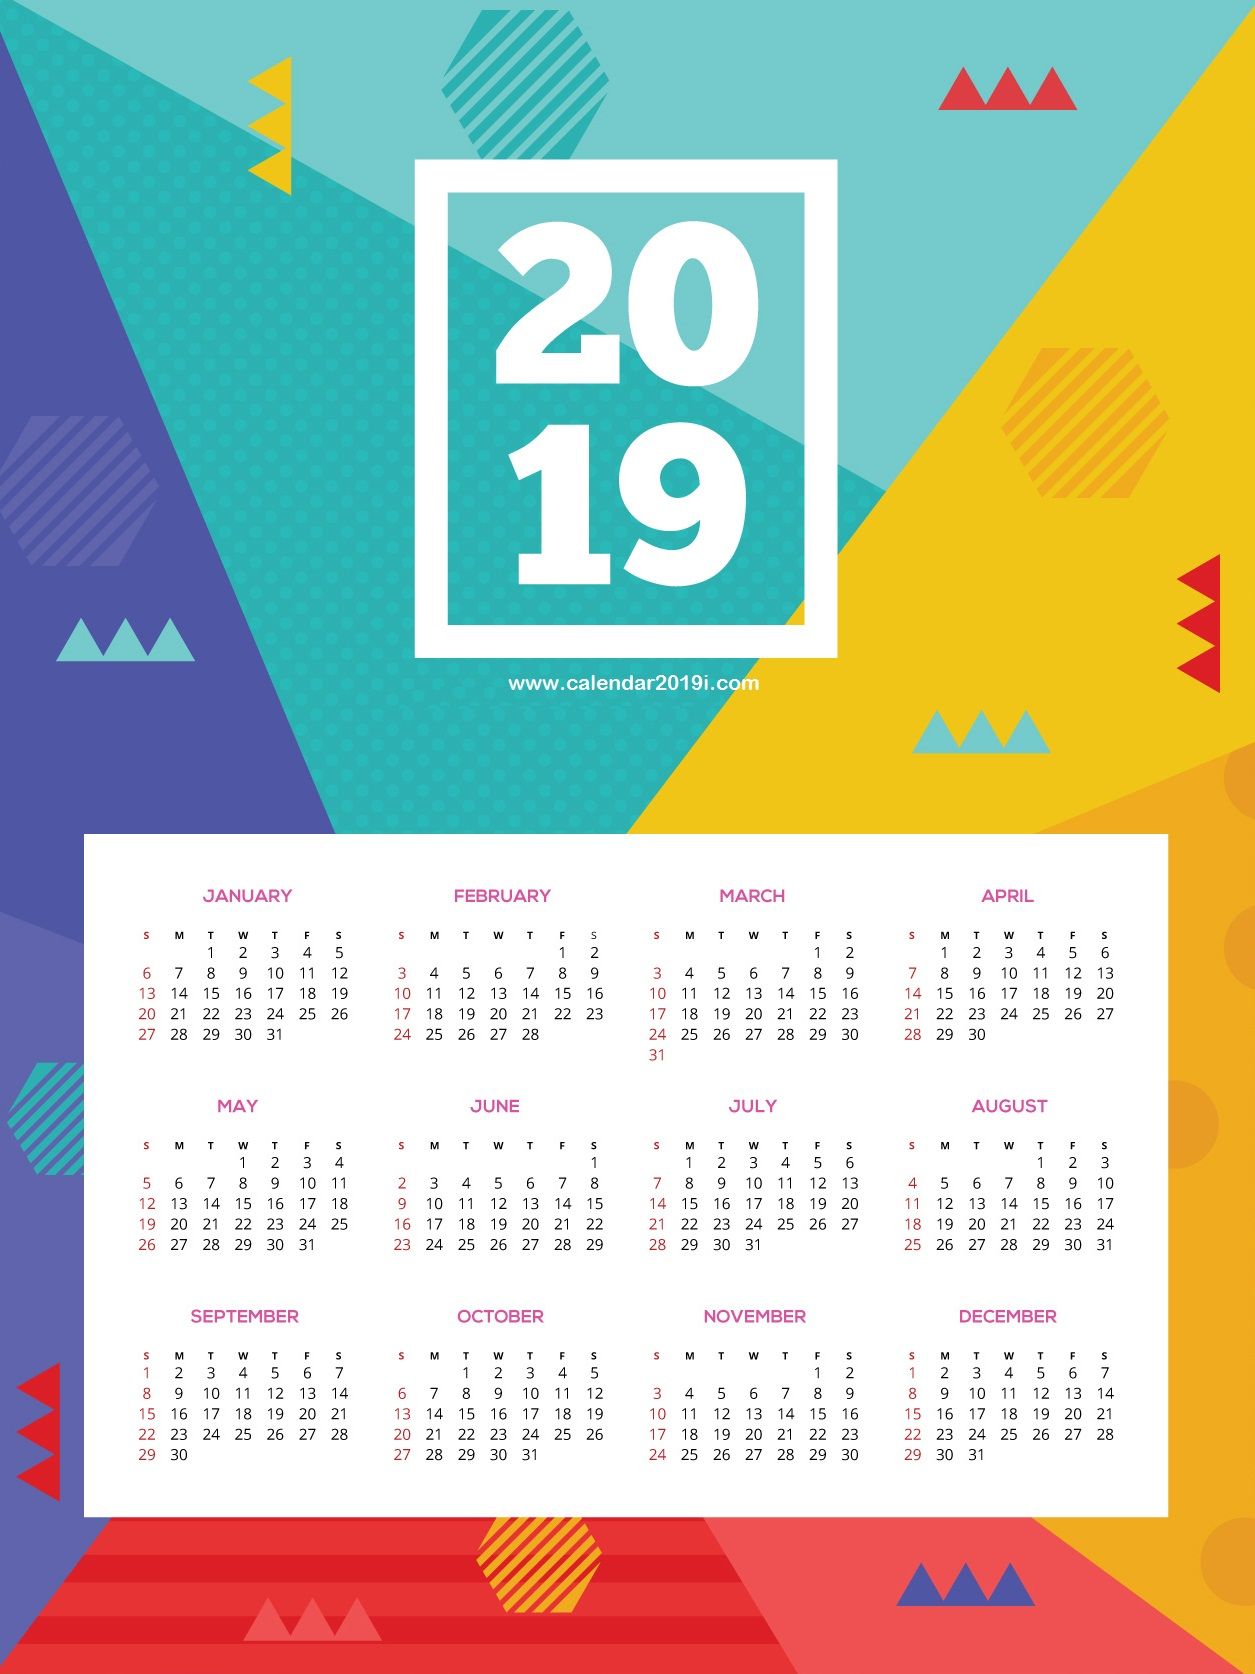 20
19
www.calendar2019i.com
JANUARY FEBRUARY MARCH APRIL
S M T W T F S S M T W T F S S M T W T F S S M T W T F S
1 2 3 4 5 1 2 1 2 1 2 3 4 5 6
6 7 8 9 10 11 12 3 4 5 6 7 8 9 3 4 5 6 7 8 9 7 8 9 10 11 12 13
13 14 15 16 17 18 19 10 11 12 13 14 15 16 10 11 12 13 14 15 16 14 15 16 17 18 19 20
20 21 22 23 24 25 26 17 18 19 20 21 22 23 17 18 19 20 21 22 23 21 22 23 24 25 26 27
27 28 29 30 31 24 25 26 27 28 24 25 26 27 28 29 30 28 29 30
31
MAY JUNE JULY AUGUST
S M T W T F S S M T W T F S S M T W T F S S M T W T F S
1 2 3 4 1 1 2 3 4 5 6 1 2 3
5 6 7 8 9 10 11 2 3 4 5 6 7 8 7 8 9 10 11 12 13 4 5 6 7 8 9 10
12 13 14 15 16 17 18 9 10 11 12 13 14 15 14 15 16 17 18 19 20 11 12 13 14 15 16 17
19 20 21 22 23 24 25 16 17 18 19 20 21 22 21 22 23 24 25 26 27 18 19 20 21 22 23 24
26 27 28 29 30 31 23 24 25 26 27 28 29 28 29 30 31 25 26 27 28 29 30 31
SEPTEMBER OCTOBER NOVEMBER DECEMBER
S M T W T F S S M T W T F S S M T W T F S S M T W T F S
1 2 3 4 5 6 7 1 2 3 4 5 1 2 1 2 3 4 5 6 7
8 9 10 11 12 13 14 6 7 8 9 10 11 12 3 4 5 6 7 8 9 8 9 10 11 12 13 14
15 16 17 18 19 20 21 13 14 15 16 17 18 19 10 11 12 13 14 15 16 15 16 17 18 19 20 21
22 23 24 25 26 27 28 20 21 22 23 24 25 26 17 18 19 20 21 22 23 22 23 24 25 26 27 28
29 30 27 28 29 30 31 24 25 26 27 28 29 30 29 30 31